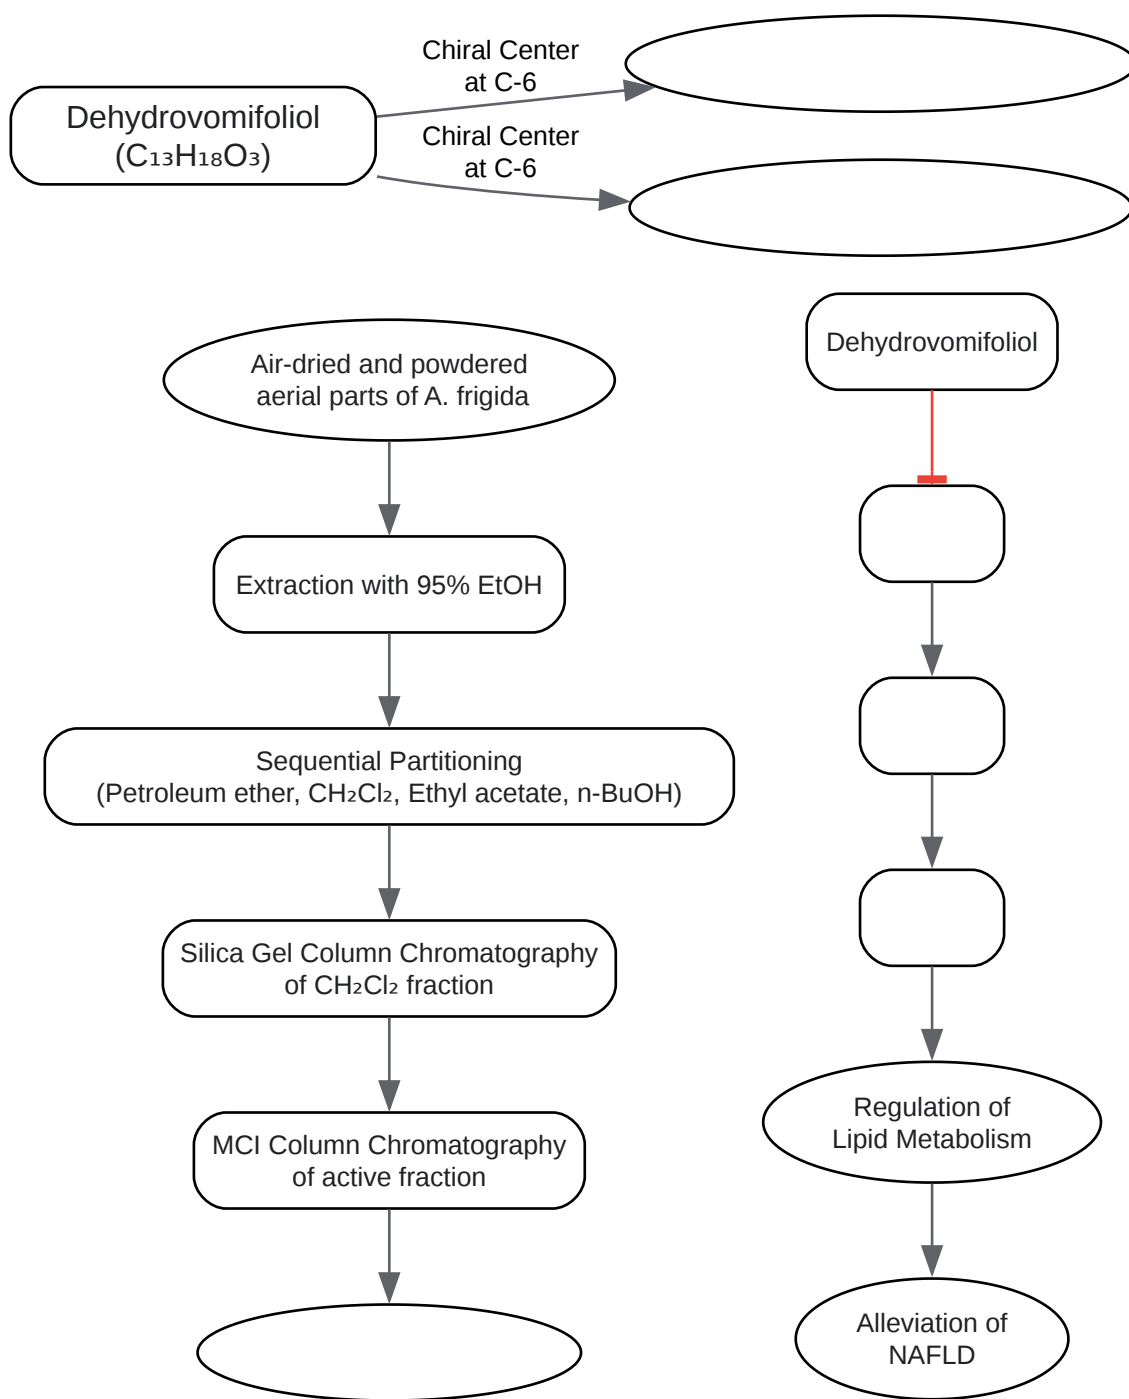 Chiral Center
at C-6
Dehydrovomifoliol
(C₁₃H₁₈O₃)
Chiral Center
at C-6
Air-dried and powdered
aerial parts of A. frigida
Extraction with 95% EtOH
Sequential Partitioning
(Petroleum ether, CH₂Cl₂, Ethyl acetate, n-BuOH)
Silica Gel Column Chromatography
of CH₂Cl₂ fraction
MCI Column Chromatography
of active fraction
Dehydrovomifoliol
Regulation of
Lipid Metabolism
Alleviation of
NAFLD